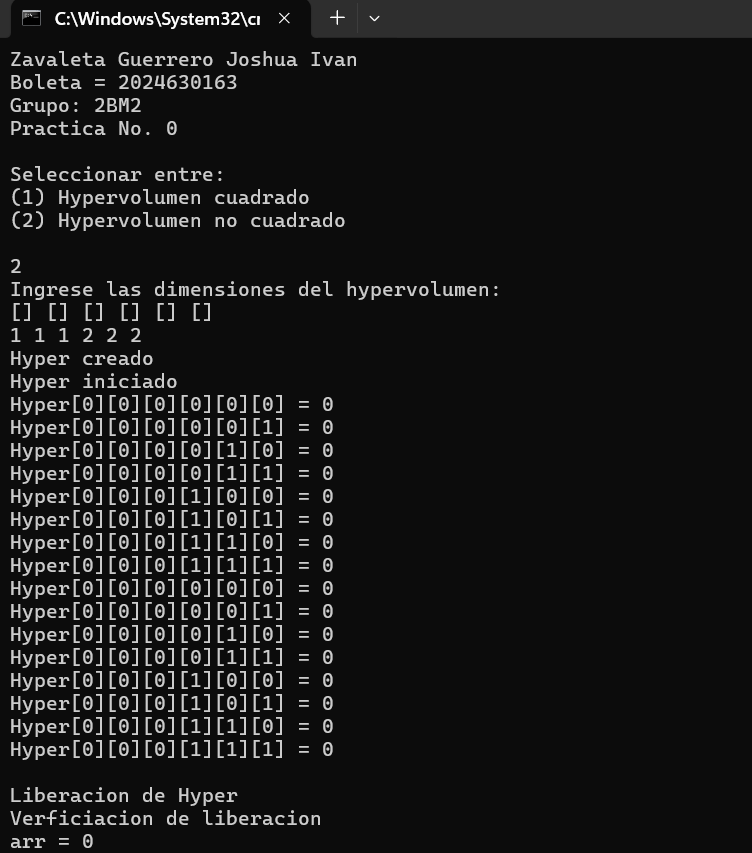 C:\Windows\System32\cı
Zavaleta Guerrero Joshua Ivan
Boleta = 2024630163
Grupo: 2BM2
Practica No. 0
Seleccionar entre:
(1) Hypervolumen cuadrado
(2) Hypervolumen no cuadrado
2
Ingrese las dimensiones del hypervolumen:
[] [] [] [] [] []
1 1 1 2 2 2
Hyper creado
Hyper iniciado
Hyper[0][0][0][0][0][0] = 0
Hyper[0][0][0][0][0][1] = 0
Hyper[0][0][0][0][1][0] = 0
Hyper[0][0][0][0][1][1] = 0
Hyper[0][0][0][1][0][0] = 0
Hyper[0][0][0][1][0][1] = 0
Hyper[0][0][0][1][1][0] = 0
Hyper[0][0][0][1][1][1] = 0
Hyper[0][0][0][0][0][0] = 0
Hyper[0][0][0][0][0][1] = 0
Hyper[0][0][0][0][1][0] = 0
Hyper[0][0][0][0][1][1] = 0
Hyper[0][0][0][1][0][0] = 0
Hyper[0][0][0][1][0][1] = 0
Hyper[0][0][0][1][1][0] = 0
Hyper[0][0][0][1][1][1] = 0
Liberacion de Hyper
Verficiacion de liberacion
arr = 0